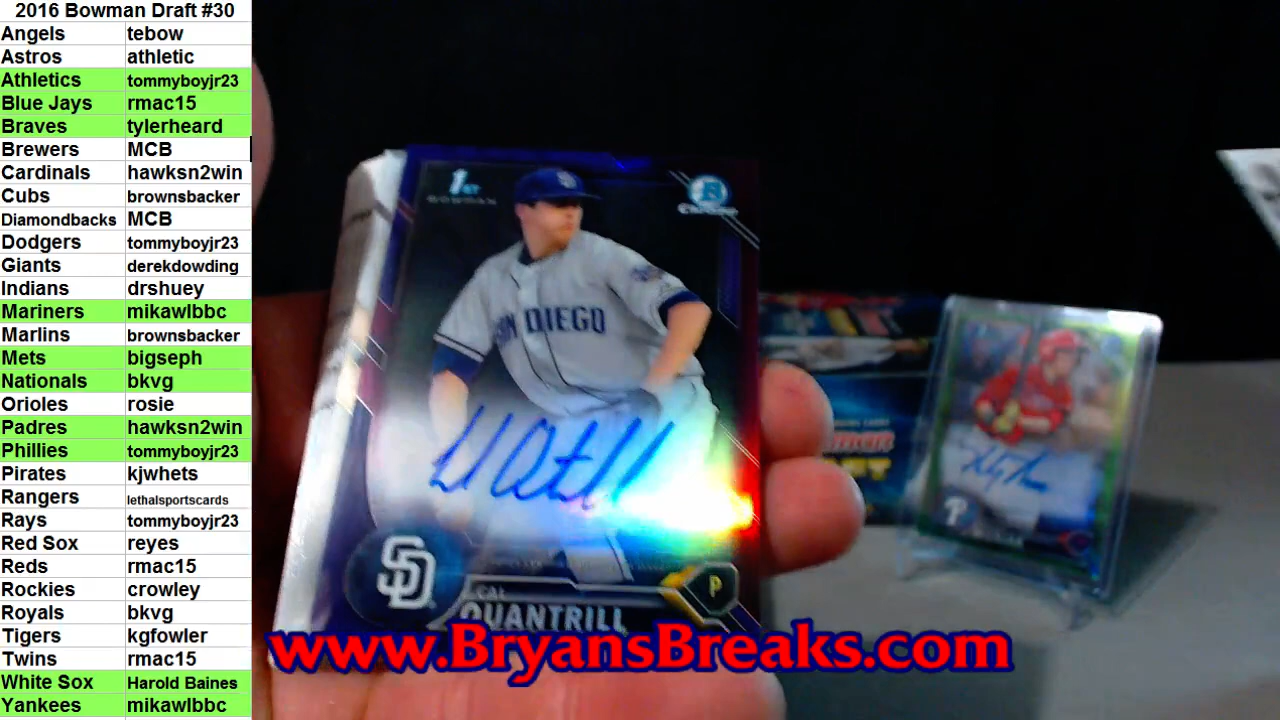 2016 Bowman Draft #30
Angels tebow
Astros athletic
Athletics tommyboyjr23
Blue Jays rmac15
Braves tylerheard
Brewers MCB
Cardinals hawksn2win
Cubs brownsbacker
Diamondbacks MCB
Dodgers tommyboyjr23
Giants derekdowding
Indians drshuey
Mariners mikawlbbc
Marlins brownsbacker
Mets bigseph
Nationals bkvg
Orioles rosie
Padres hawksn2win
Phillies tommyboyjr23
Pirates kjwhets
Rangers lethalsportscards
Rays tommyboyjr23
Red Sox reyes
Reds rmac15
Rockies crowley
Royals bkvg
Tigers kgfowler
Twins rmac15
White Sox Harold Baines
Yankees mikawlbbc
1st
BOWMAN
B
Chrome
SAN DIEGO
SD
CAL
QUANTRILL
P
P
www.BryansBreaks.com